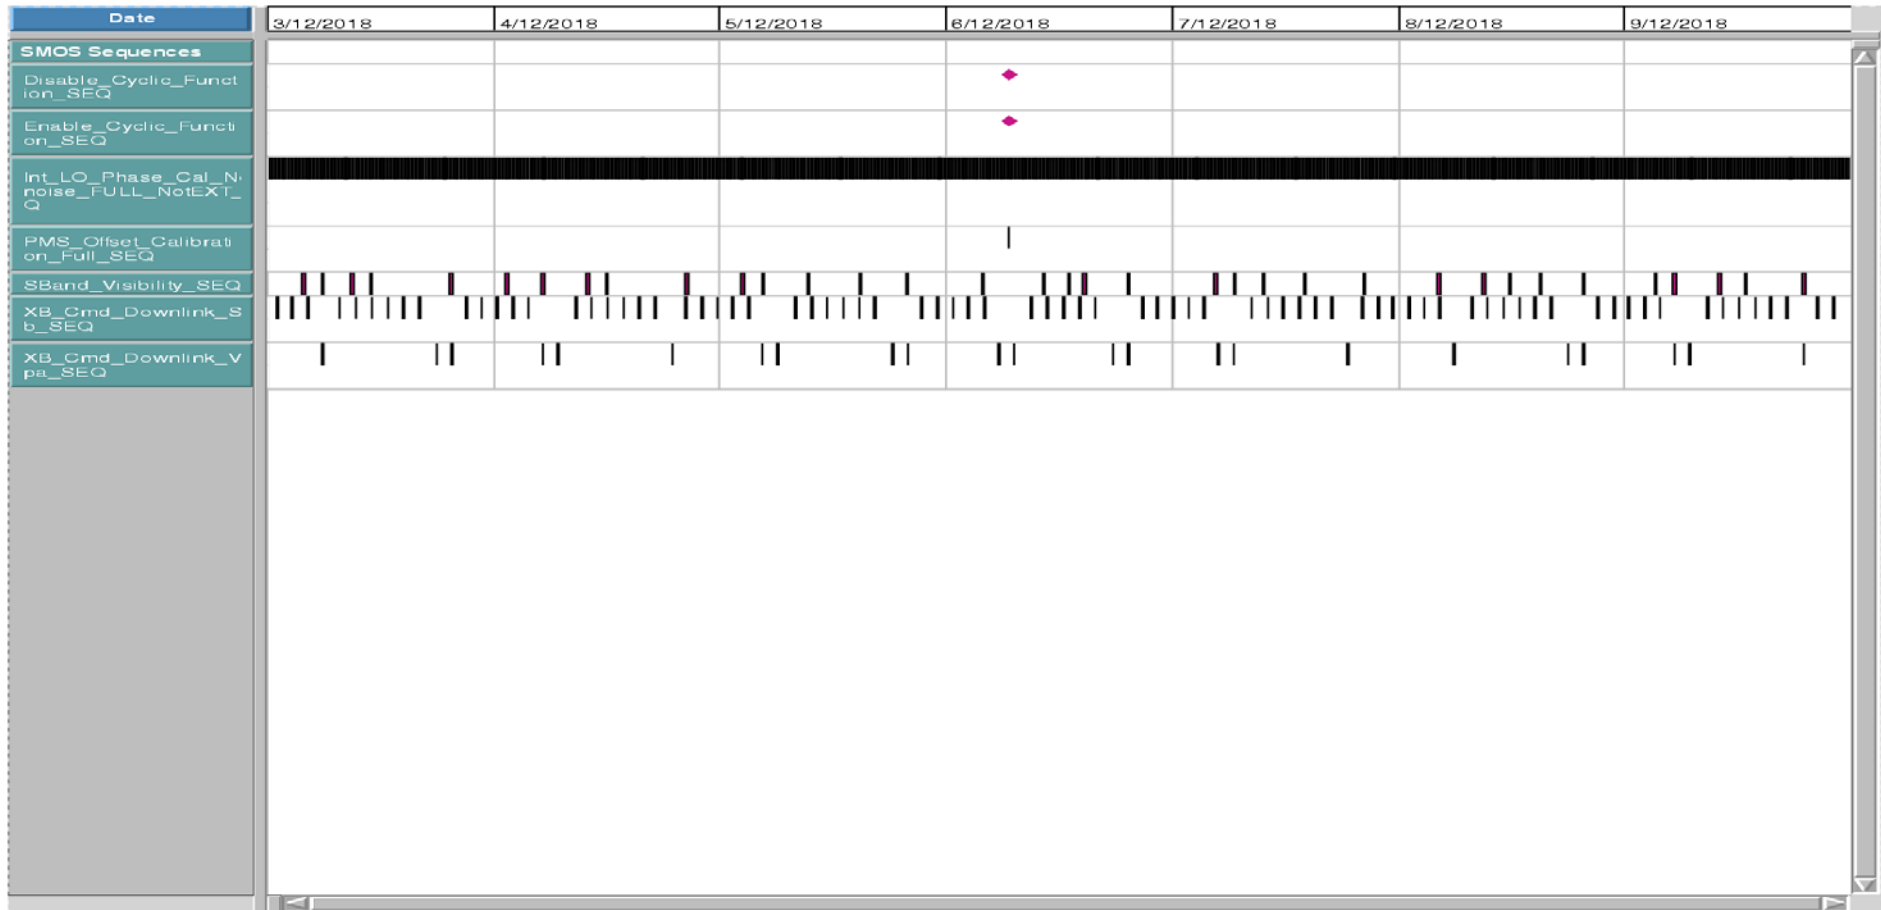 Date
3/12/2018 4/12/2018 5/12/2018 6/12/2018 7/12/2018 8/12/2018 9/12/2018
SMOS Sequences
Disable_Cyclic_Funct
ion_SEQ
Enable_Cyclic_Functi
on_SEQ
Int_LO_Phase_Cal_N
noise_FULL_NotEXT_
Q
PMS_Offset_Calibrati
on_Full_SEQ
SBand_Visibility_SEQ
XB_Cmd_Downlink_S
b_SEQ
XB_Cmd_Downlink_V
pa_SEQ